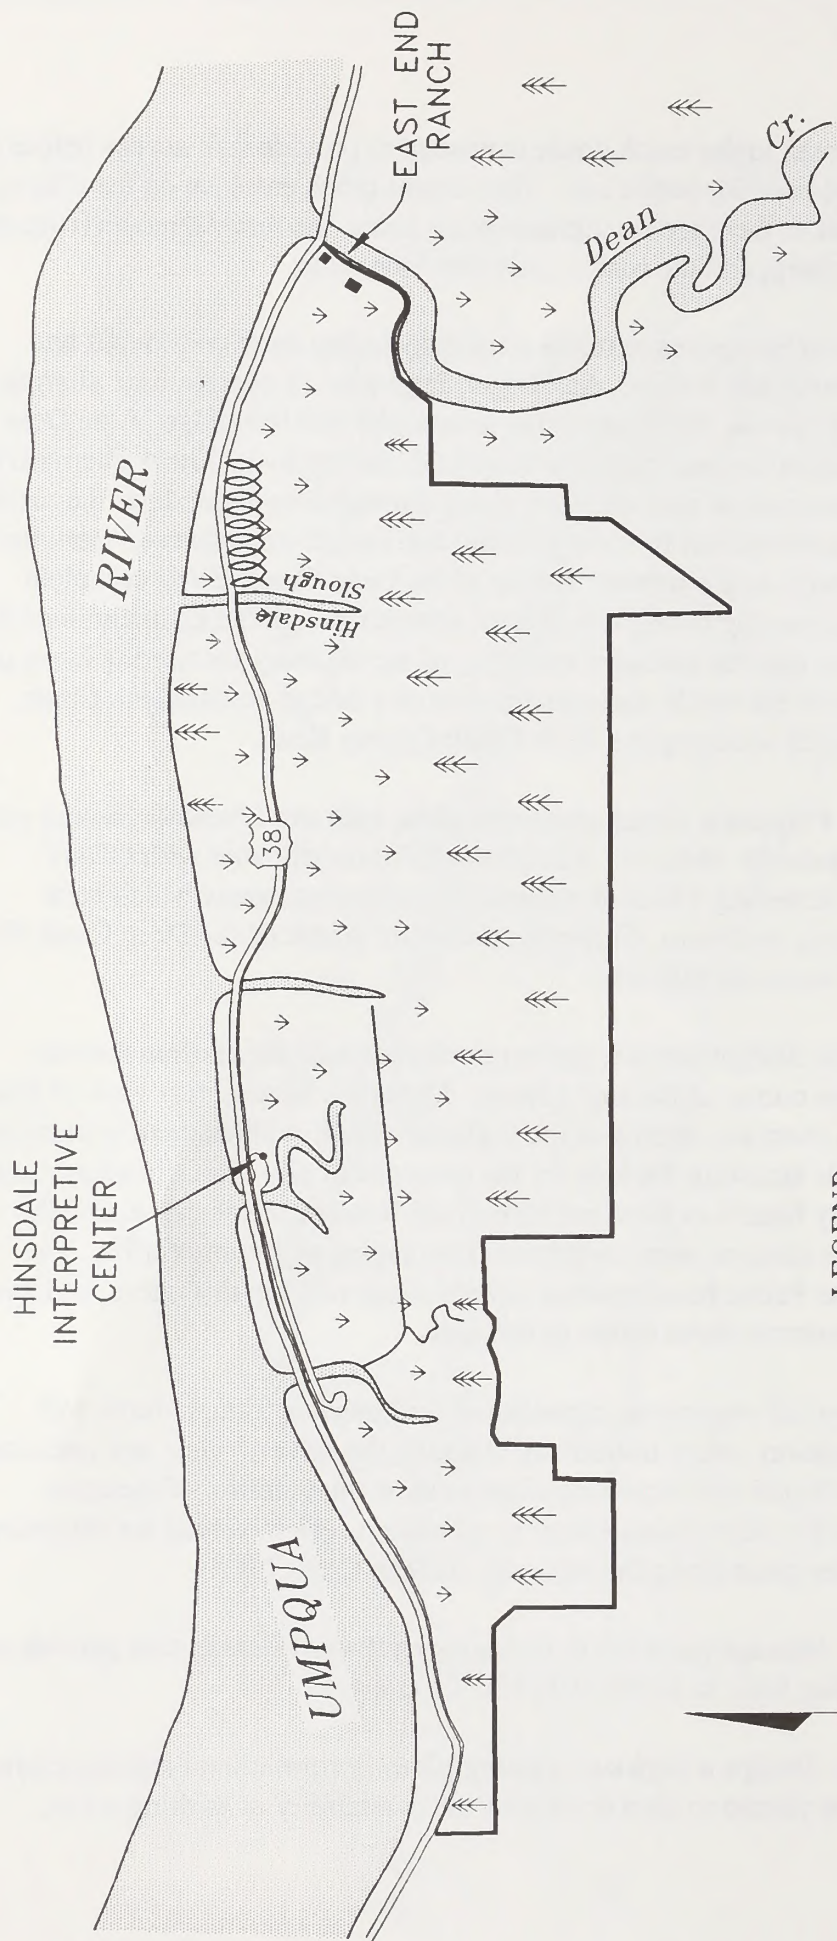 HINSDALE
INTERPRETIVE
CENTER
UMPQUA
RIVER
38
Hinsdale
Slough
EAST END
RANCH
Dean
Cr.
LEGEND